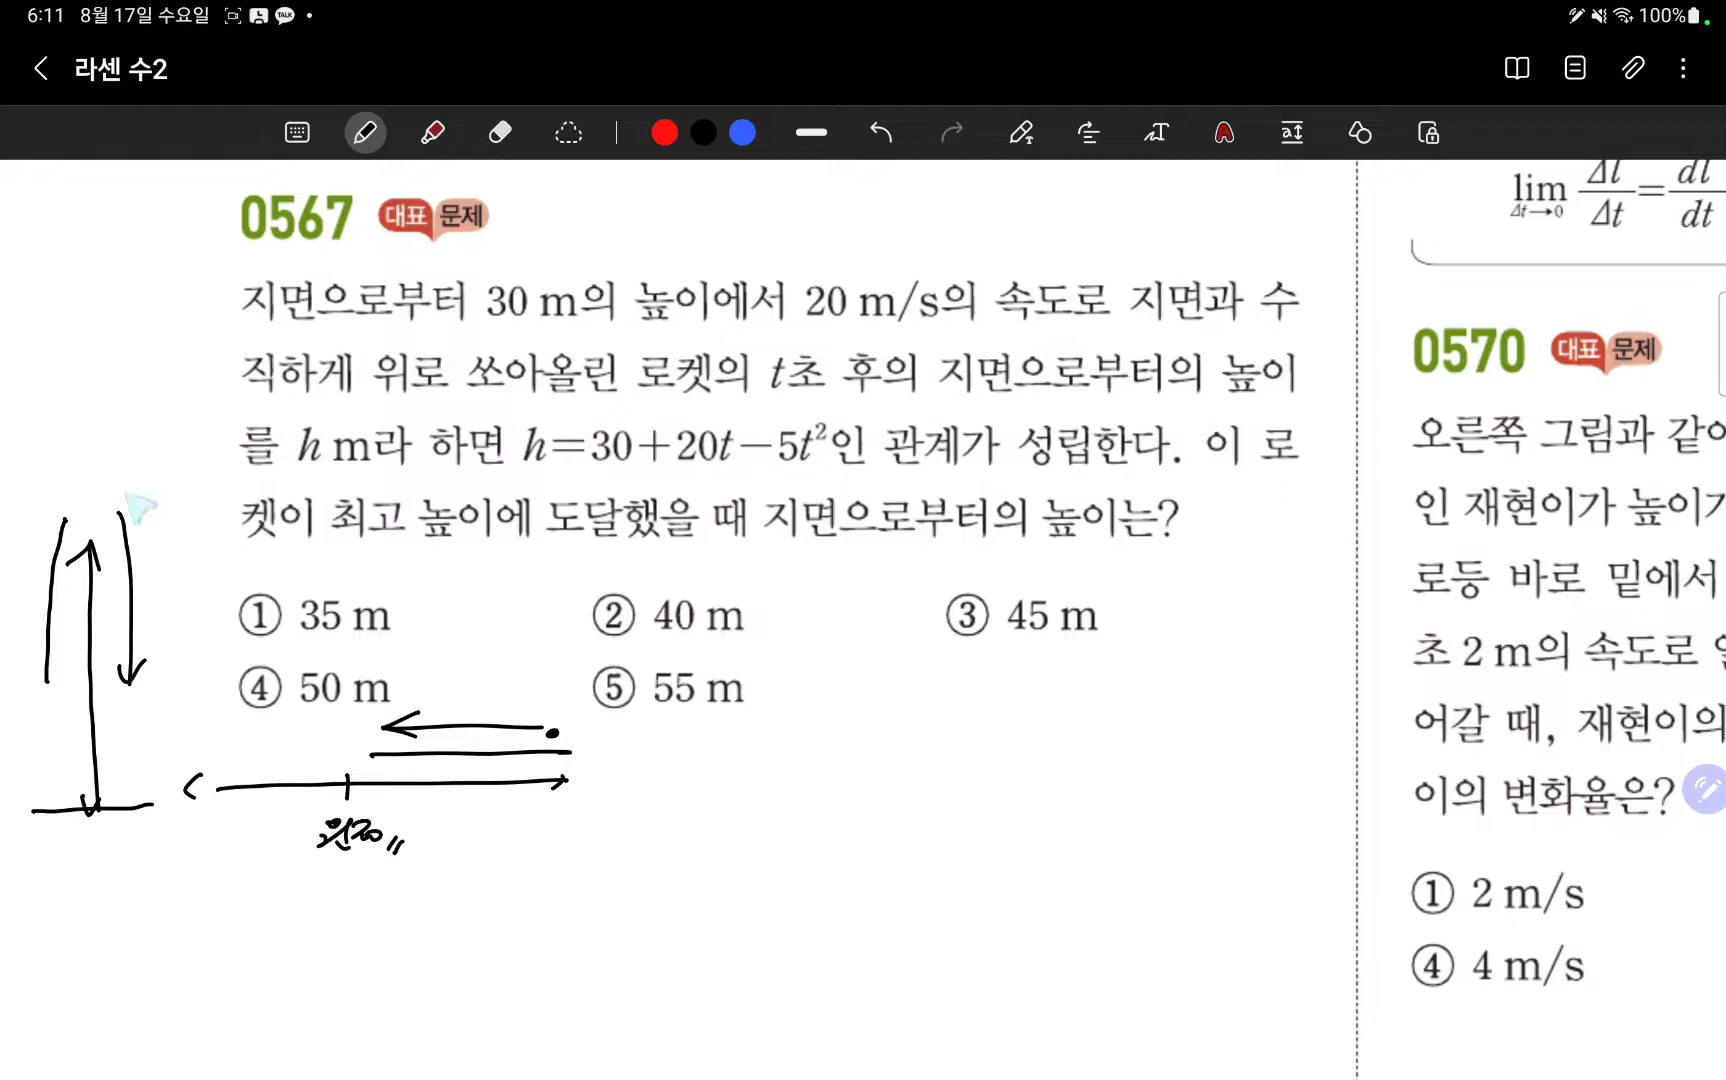 6:11 8월 17일 수요일 TALK 100%
라센 수2
0567 대표 문제
지면으로부터 30 m의 높이에서 20 m/s의 속도로 지면과 수
직하게 위로 쏘아올린 로켓의 t초 후의 지면으로부터의 높이
를 h m라 하면 h=30+20t-5t²인 관계가 성립한다. 이 로
켓이 최고 높이에 도달했을 때 지면으로부터의 높이는?
① 35 m ② 40 m ③ 45 m
④ 50 m ⑤ 55 m
lim Δt→0 Δl/Δt = dl/dt
0570 대표 문제
오른쪽 그림과 같이
인 재현이가 높이가
로등 바로 밑에서
초 2 m의 속도로
어갈 때, 재현이의
이의 변화율은?
① 2 m/s
④ 4 m/s